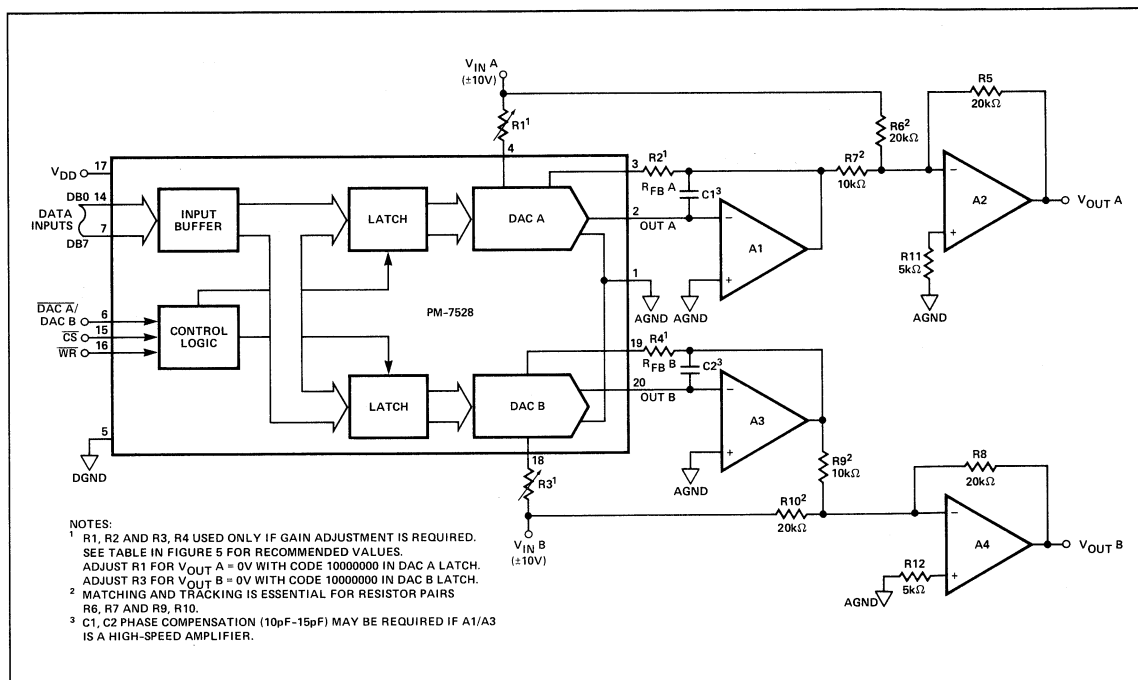 V_IN A
(±10V)
R1¹
4
V_DD 17
DB0 14
DATA
INPUTS
DB7 7
INPUT
BUFFER
LATCH
DAC A
3
R2¹
R_FB A
C1³
2
OUT A
A1
−
+
AGND
1
AGND
R7²
10kΩ
R6²
20kΩ
R5
20kΩ
−
+
A2
V_OUT A
R11
5kΩ
AGND
PM-7528
D̅A̅C̅ ̅A̅/
DAC B 6
C̅S̅ 15
W̅R̅ 16
CONTROL
LOGIC
LATCH
DAC B
19
R4¹
R_FB B
C2³
20
OUT B
−
+
A3
AGND
R9²
10kΩ
5
DGND
18
R3¹
V_IN B
(±10V)
R10²
20kΩ
R8
20kΩ
−
+
A4
V_OUT B
R12
5kΩ
AGND
NOTES:
¹ R1, R2 AND R3, R4 USED ONLY IF GAIN ADJUSTMENT IS REQUIRED.
SEE TABLE IN FIGURE 5 FOR RECOMMENDED VALUES.
ADJUST R1 FOR V_OUT A = 0V WITH CODE 10000000 IN DAC A LATCH.
ADJUST R3 FOR V_OUT B = 0V WITH CODE 10000000 IN DAC B LATCH.
² MATCHING AND TRACKING IS ESSENTIAL FOR RESISTOR PAIRS
R6, R7 AND R9, R10.
³ C1, C2 PHASE COMPENSATION (10pF-15pF) MAY BE REQUIRED IF A1/A3
IS A HIGH-SPEED AMPLIFIER.